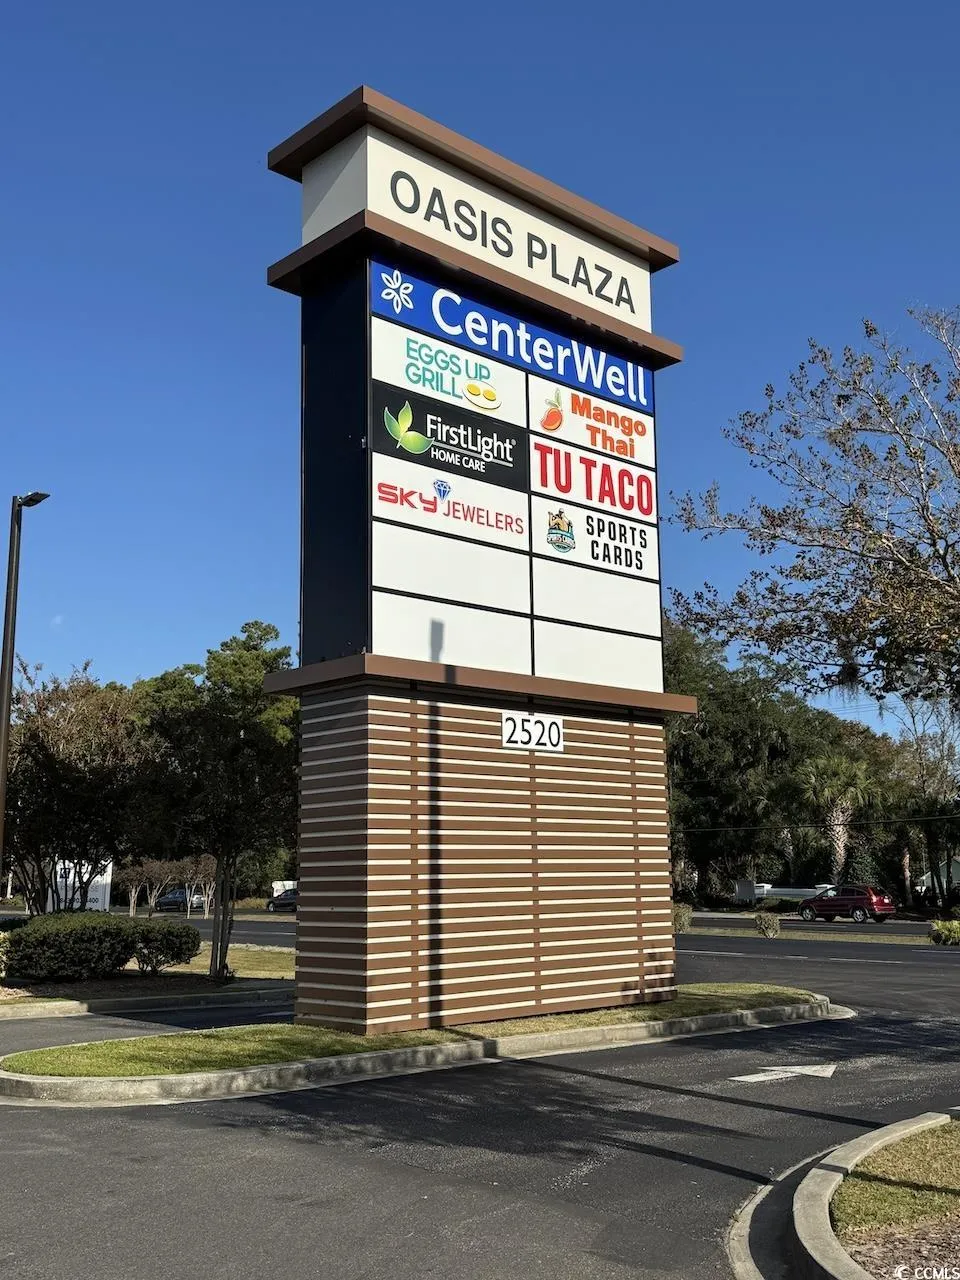 OASIS PLAZA
CenterWell
EGGS UP
GRILL
Mango
Thai
FirstLight®
HOME CARE
TU TACO
SKY JEWELERS
SPORTS
CARDS
2520
CCMLS